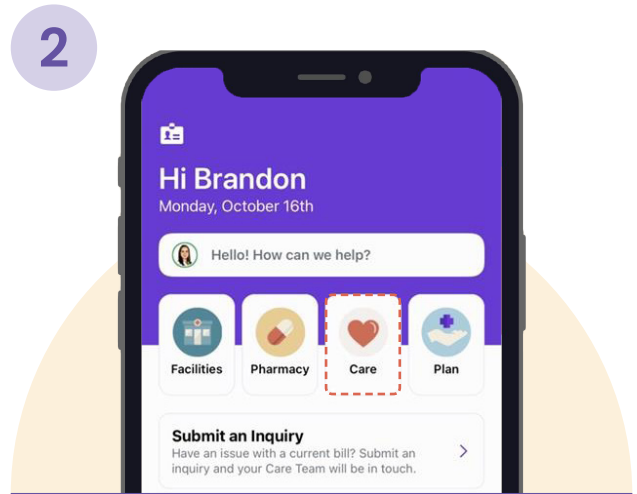 2
Hi Brandon
Monday, October 16th
Hello! How can we help?
Facilities Pharmacy Care Plan
Submit an Inquiry
Have an issue with a current bill? Submit an
inquiry and your Care Team will be in touch.